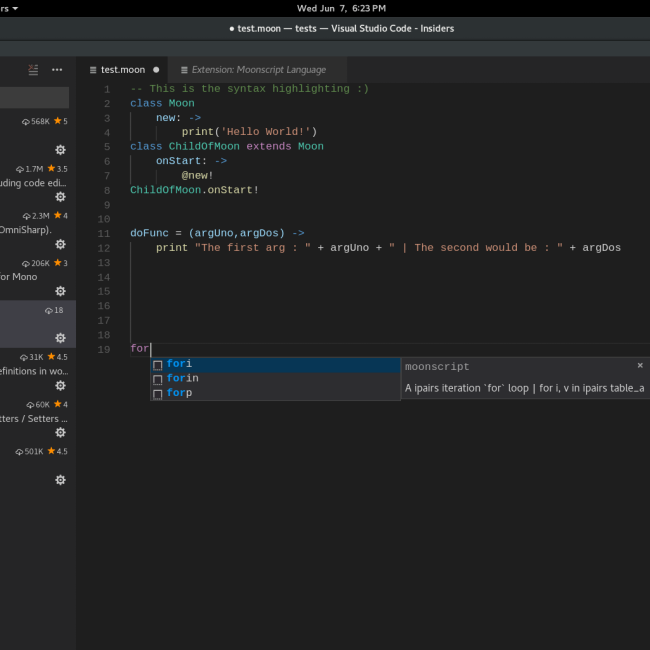 rs
Wed Jun 7, 6:23 PM
● test.moon — tests — Visual Studio Code - Insiders
test.moon
Extension: Moonscript Language
568K ★5
1.7M ★3.5
uding code edi...
2.3M ★4
OmniSharp).
206K ★3
for Mono
18
31K ★4.5
efinitions in wo...
60K ★4
tters / Setters ...
501K ★4.5
1 -- This is the syntax highlighting :)
2 class Moon
3 new: ->
4 print('Hello World!')
5 class ChildOfMoon extends Moon
6 onStart: ->
7 @new!
8 ChildOfMoon.onStart!
9
10
11 doFunc = (argUno,argDos) ->
12 print "The first arg : " + argUno + " | The second would be : " + argDos
13
14
15
16
17
18
19 for
fori
forin
forp
moonscript ×
A ipairs iteration `for` loop | for i, v in ipairs table_a